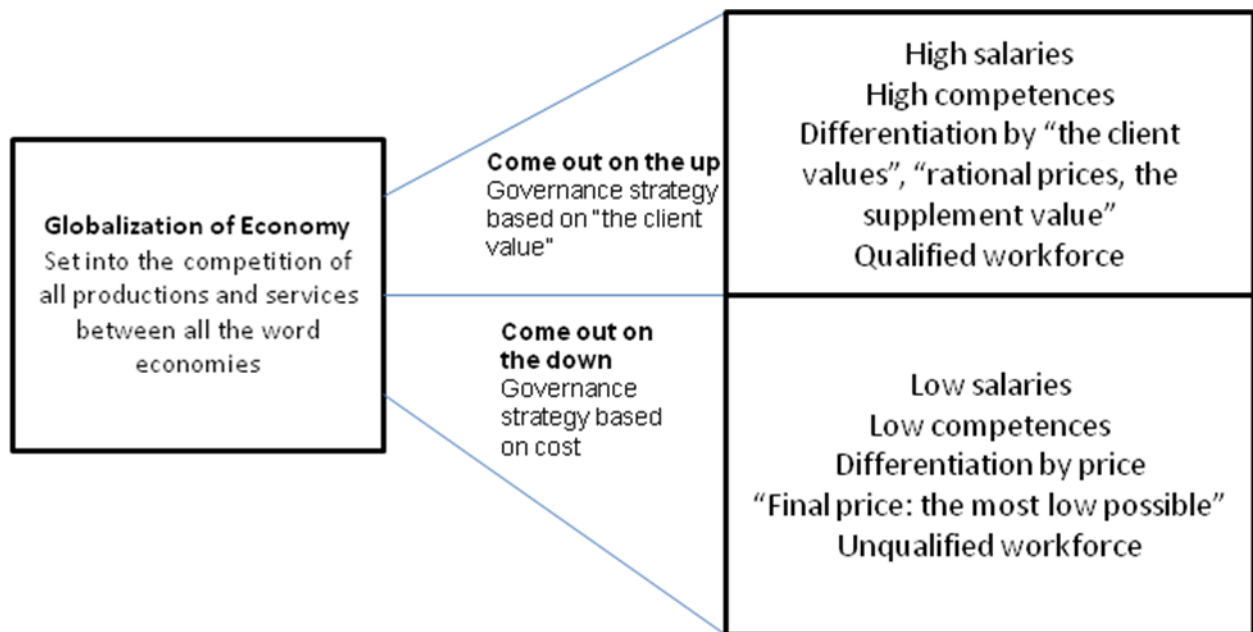 Globalization of Economy
Set into the competition of
all productions and services
between all the word
economies
Come out on the up
Governance strategy
based on "the client
value"
Come out on
the down
Governance
strategy based
on cost
High salaries
High competences
Differentiation by “the client
values”, “rational prices, the
supplement value”
Qualified workforce
Low salaries
Low competences
Differentiation by price
“Final price: the most low possible”
Unqualified workforce